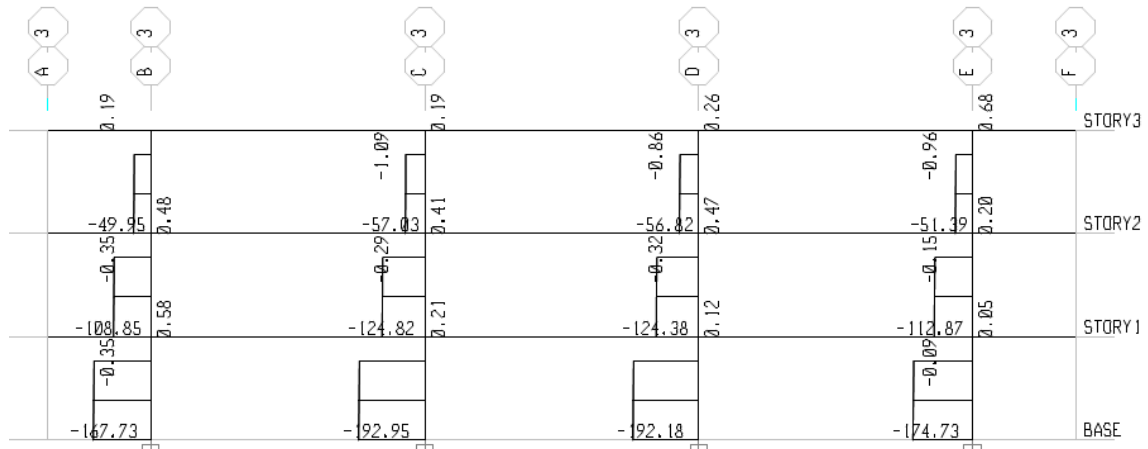 3 3 3 3 3 3
A B C D E F
0.19 0.19 0.26 0.68
STORY3
-1.09 -0.86 -0.96
-49.95 0.48 -57.03 0.41 -56.82 0.47 -51.39 0.20
STORY2
-0.35 -0.29 -0.32 -0.15
-108.85 0.58 -124.82 0.21 -124.38 0.12 -112.87 0.05
STORY1
-0.35 -0.09
-167.73 -192.95 -192.18 -174.73
BASE